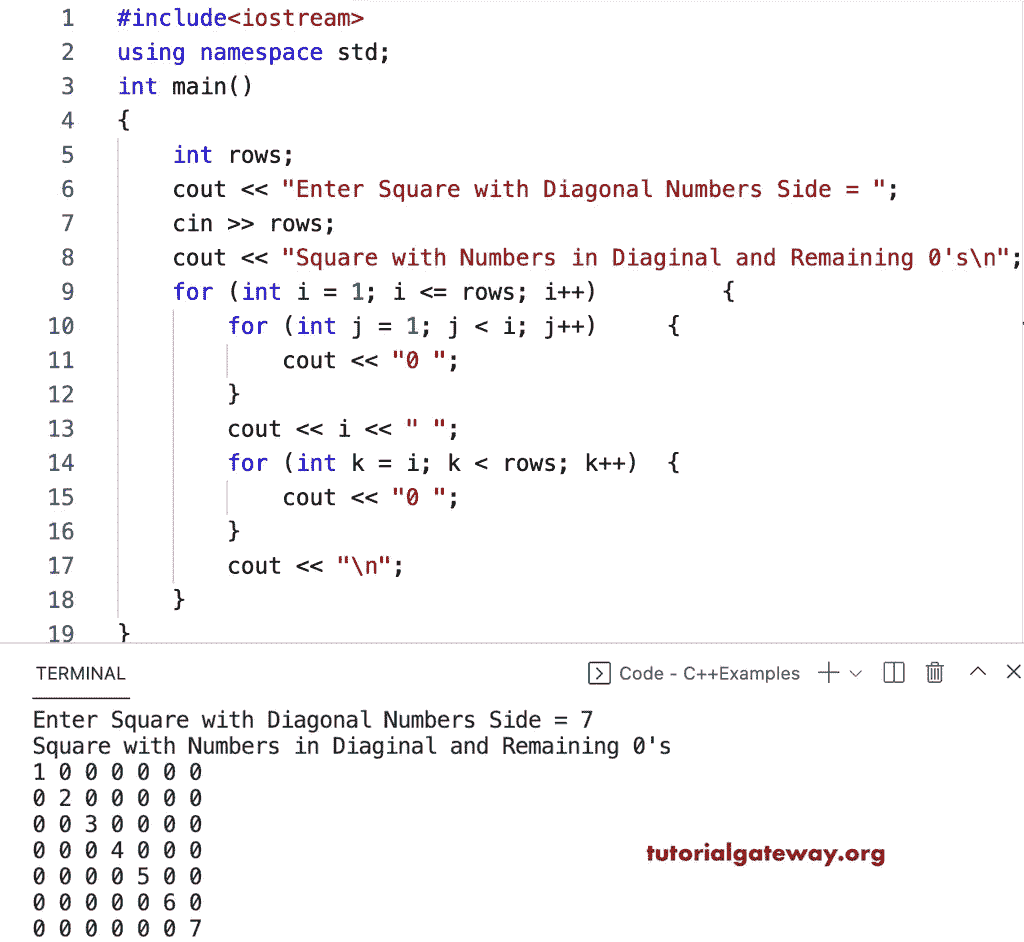 1 #include<iostream>
2 using namespace std;
3 int main()
4 {
5     int rows;
6     cout << "Enter Square with Diagonal Numbers Side = ";
7     cin >> rows;
8     cout << "Square with Numbers in Diaginal and Remaining 0's\n";
9     for (int i = 1; i <= rows; i++)         {
10         for (int j = 1; j < i; j++)     {
11             cout << "0 ";
12         }
13         cout << i << " ";
14         for (int k = i; k < rows; k++)  {
15             cout << "0 ";
16         }
17         cout << "\n";
18     }
19 }
TERMINAL Code - C++Examples
Enter Square with Diagonal Numbers Side = 7
Square with Numbers in Diaginal and Remaining 0's
1 0 0 0 0 0 0
0 2 0 0 0 0 0
0 0 3 0 0 0 0
0 0 0 4 0 0 0
0 0 0 0 5 0 0
0 0 0 0 0 6 0
0 0 0 0 0 0 7
tutorialgateway.org